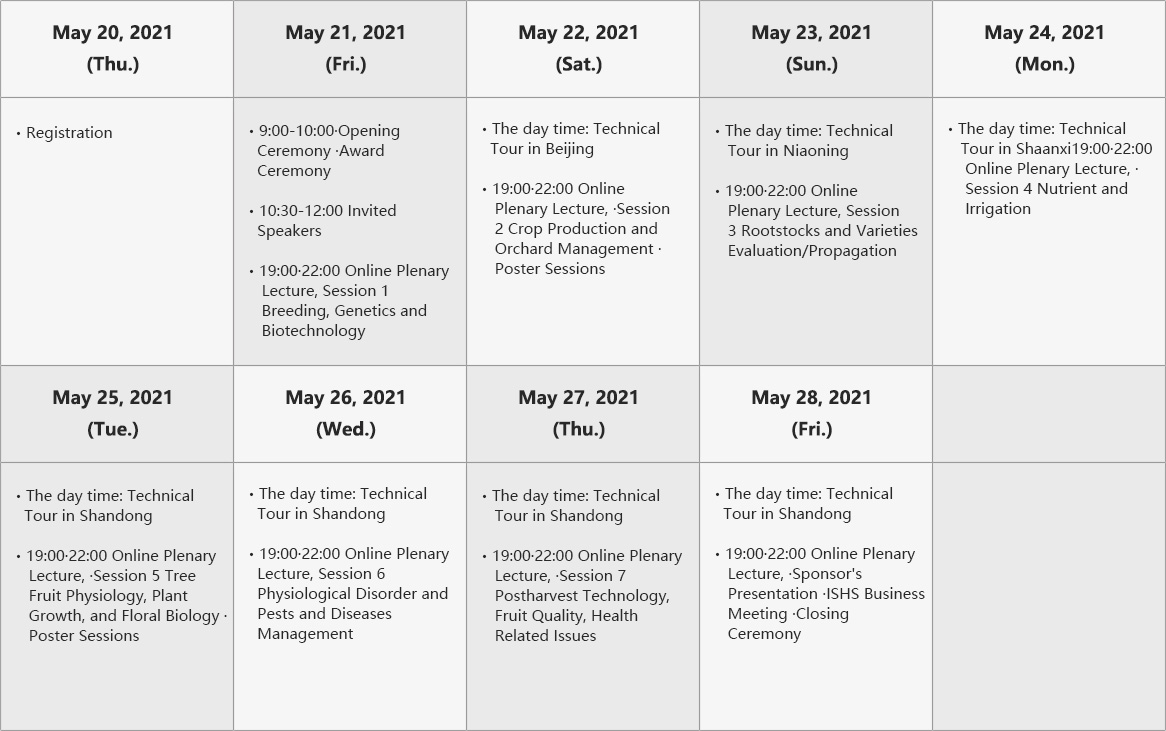 May 20, 2021
(Thu.)
May 21, 2021
(Fri.)
May 22, 2021
(Sat.)
May 23, 2021
(Sun.)
May 24, 2021
(Mon.)
· Registration
· 9:00-10:00·Opening
Ceremony ·Award
Ceremony
· 10:30-12:00 Invited
Speakers
· 19:00·22:00 Online Plenary
Lecture, Session 1
Breeding, Genetics and
Biotechnology
· The day time: Technical
Tour in Beijing
· 19:00·22:00 Online
Plenary Lecture, ·Session
2 Crop Production and
Orchard Management ·
Poster Sessions
· The day time: Technical
Tour in Niaoning
· 19:00·22:00 Online
Plenary Lecture, Session
3 Rootstocks and Varieties
Evaluation/Propagation
· The day time: Technical
Tour in Shaanxi19:00·22:00
Online Plenary Lecture, ·
Session 4 Nutrient and
Irrigation
May 25, 2021
(Tue.)
May 26, 2021
(Wed.)
May 27, 2021
(Thu.)
May 28, 2021
(Fri.)
· The day time: Technical
Tour in Shandong
· 19:00·22:00 Online Plenary
Lecture, ·Session 5 Tree
Fruit Physiology, Plant
Growth, and Floral Biology ·
Poster Sessions
· The day time: Technical
Tour in Shandong
· 19:00·22:00 Online Plenary
Lecture, Session 6
Physiological Disorder and
Pests and Diseases
Management
· The day time: Technical
Tour in Shandong
· 19:00·22:00 Online Plenary
Lecture, ·Session 7
Postharvest Technology,
Fruit Quality, Health
Related Issues
· The day time: Technical
Tour in Shandong
· 19:00·22:00 Online Plenary
Lecture, ·Sponsor's
Presentation ·ISHS Business
Meeting ·Closing
Ceremony